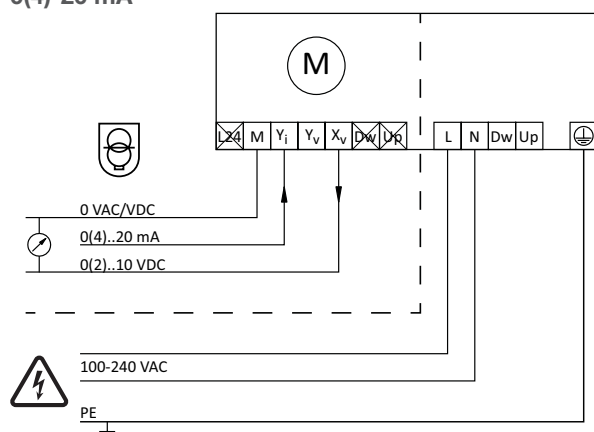 0(4)-20 mA
M
L24 M Yi Yv Xv Dw Up L N Dw Up
0 VAC/VDC
0(4)..20 mA
0(2)..10 VDC
100-240 VAC
PE